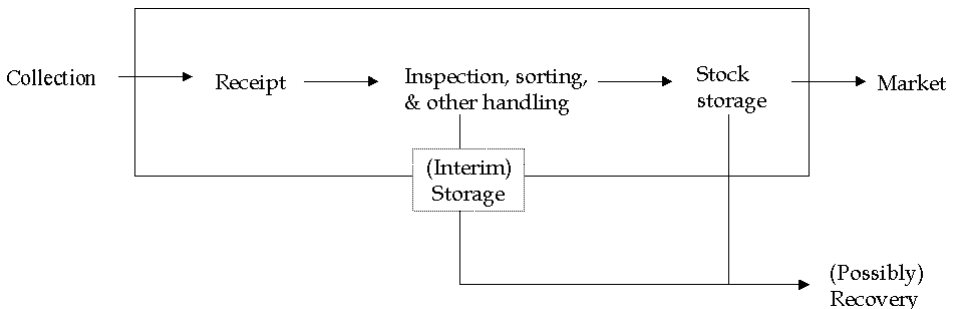 Collection
Receipt
Inspection, sorting,
& other handling
Stock
storage
Market
(Interim)
Storage
(Possibly)
Recovery